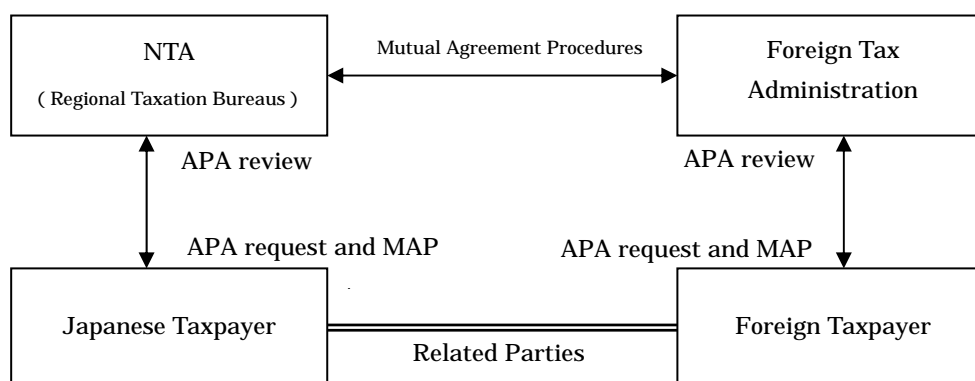 NTA
( Regional Taxation Bureaus )
Mutual Agreement Procedures
Foreign Tax
Administration
APA review
APA review
APA request and MAP
APA request and MAP
Japanese Taxpayer
Related Parties
Foreign Taxpayer